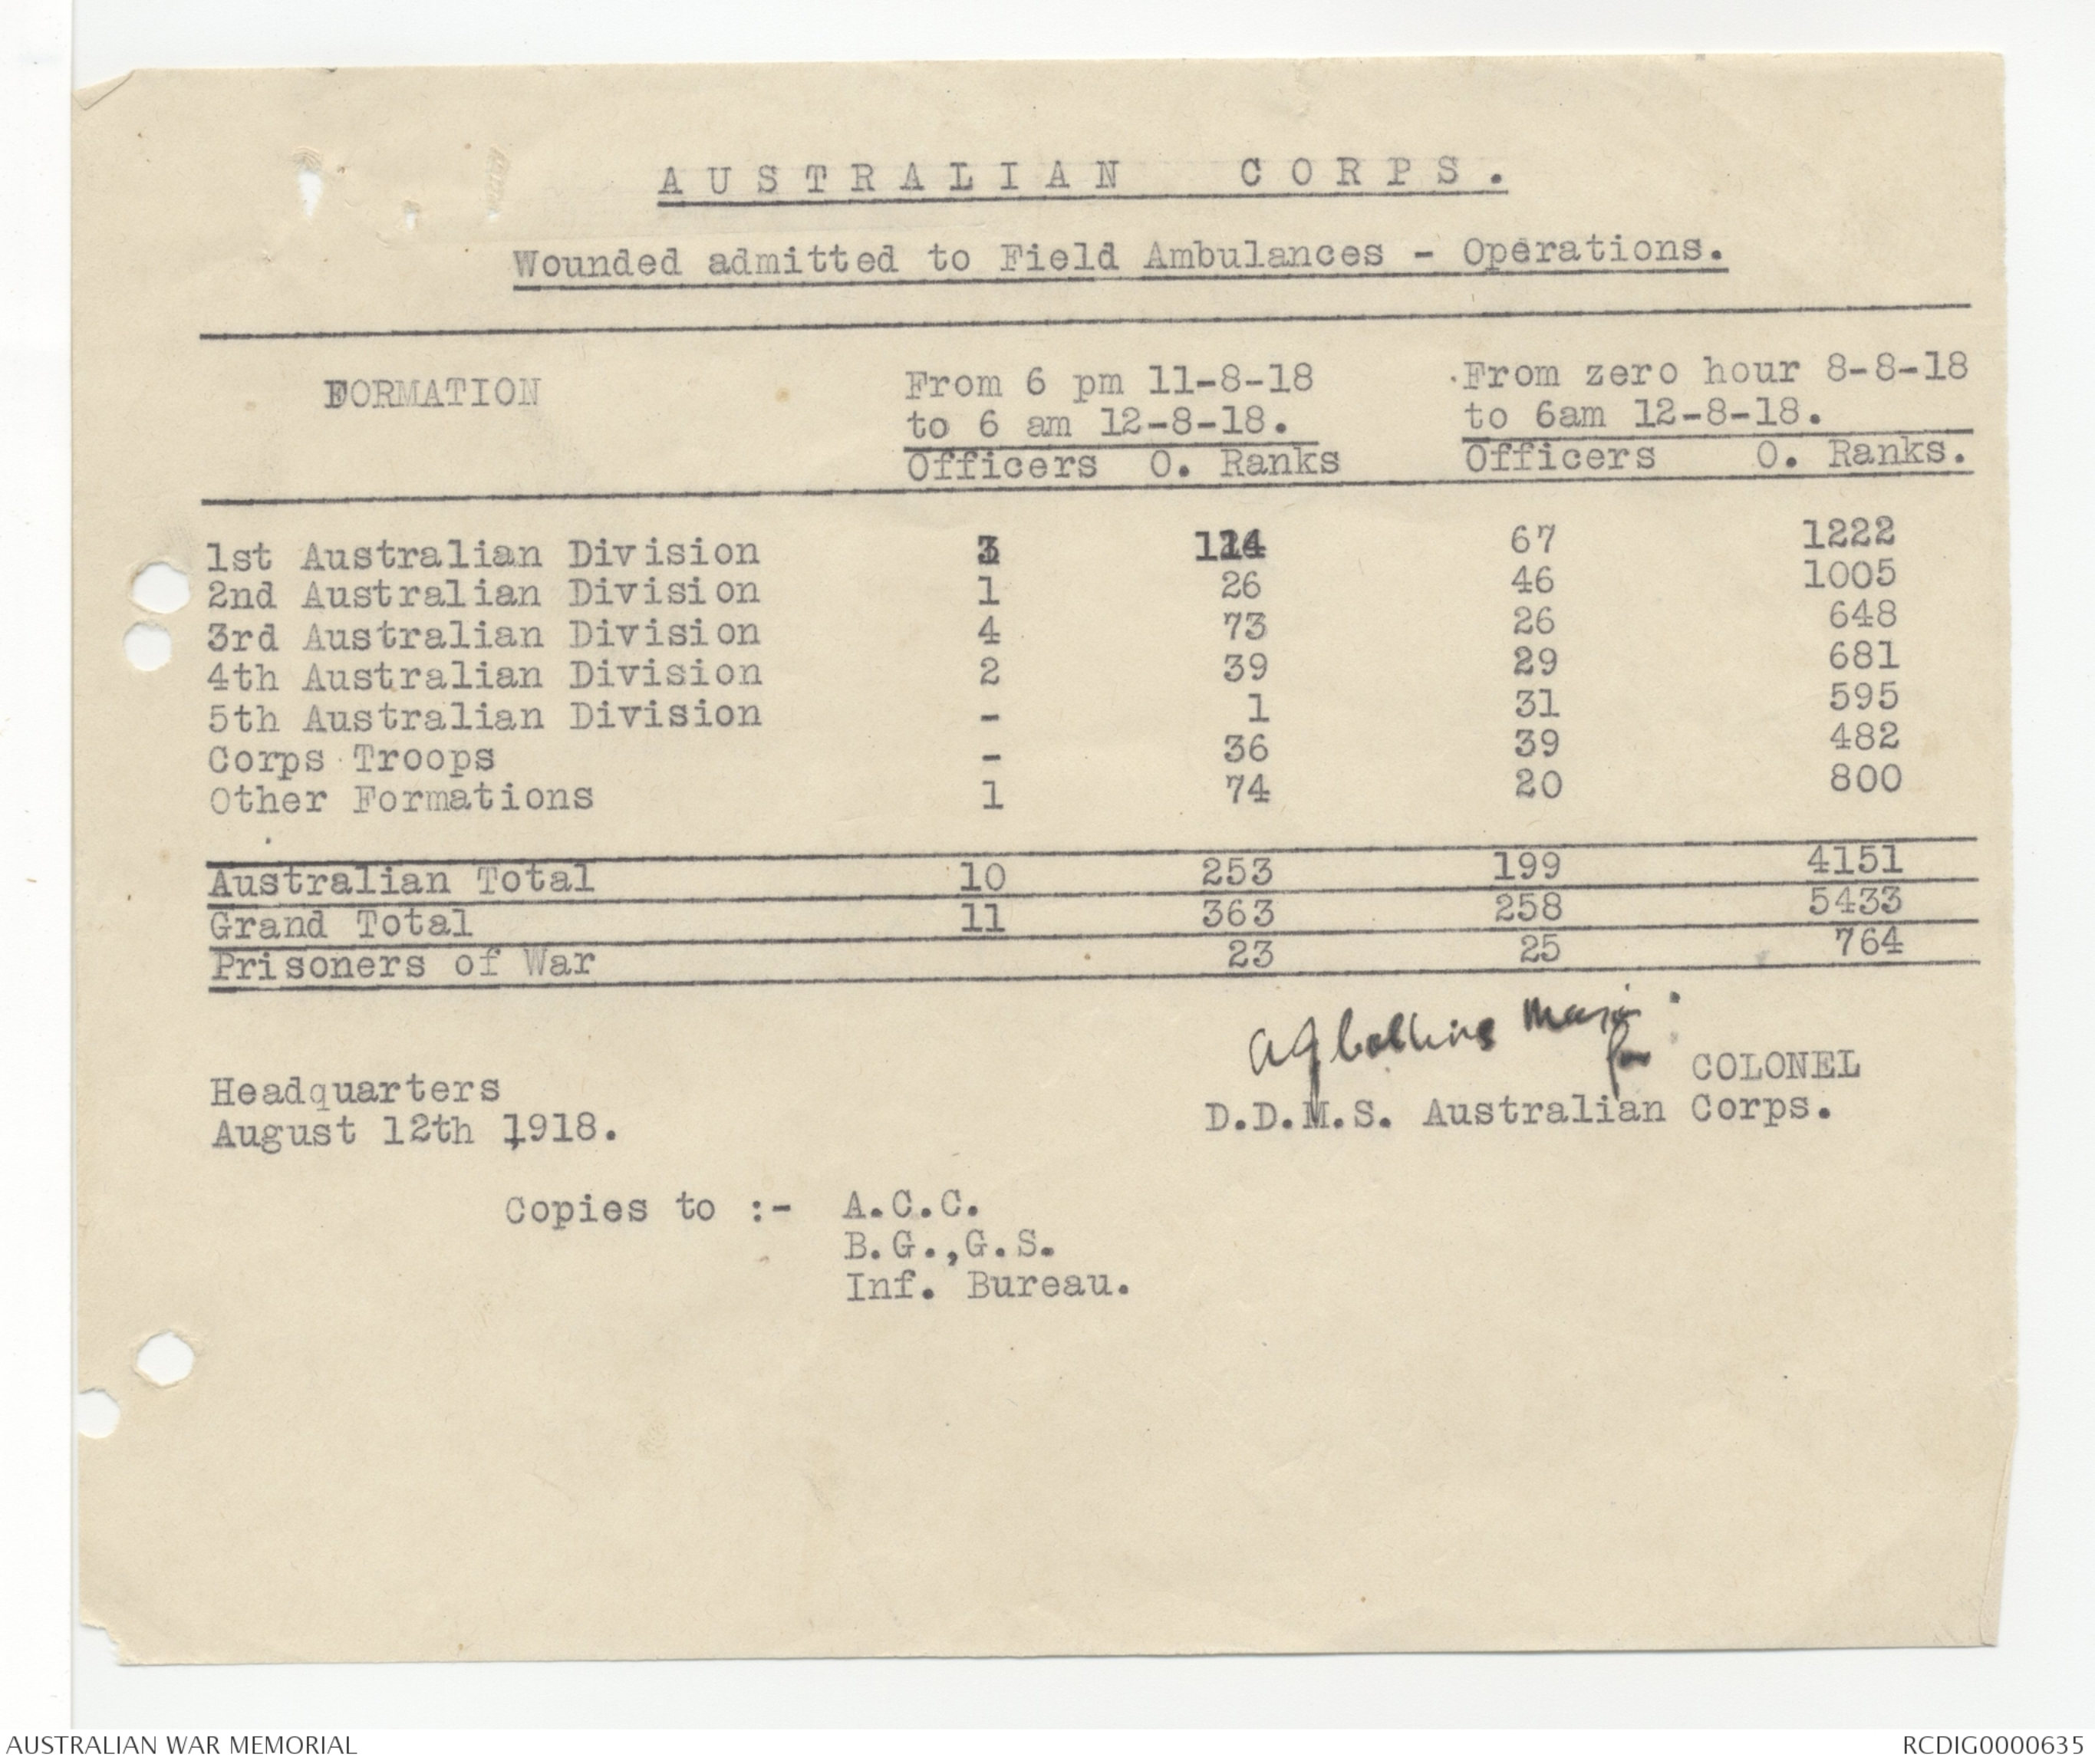 AUSTRALIAN CORPS.
Wounded admitted to Field Ambulances - Operations.
FORMATION From 6 pm 11-8-18 From zero hour 8-8-18
to 6 am 12-8-18. to 6am 12-8-18.
Officers O. Ranks Officers O. Ranks.
1st Australian Division 3 114 67 1222
2nd Australian Division 1 26 46 1005
3rd Australian Division 4 73 26 648
4th Australian Division 2 39 29 681
5th Australian Division - 1 31 595
Corps Troops - 36 39 482
Other Formations 1 74 20 800
Australian Total 10 253 199 4151
Grand Total 11 363 258 5433
Prisoners of War 23 25 764
Collins Major
for COLONEL
Headquarters D.D.M.S. Australian Corps.
August 12th 1918.
Copies to :- A.C.C.
B.G.,G.S.
Inf. Bureau.
AUSTRALIAN WAR MEMORIAL RCDIG0000635